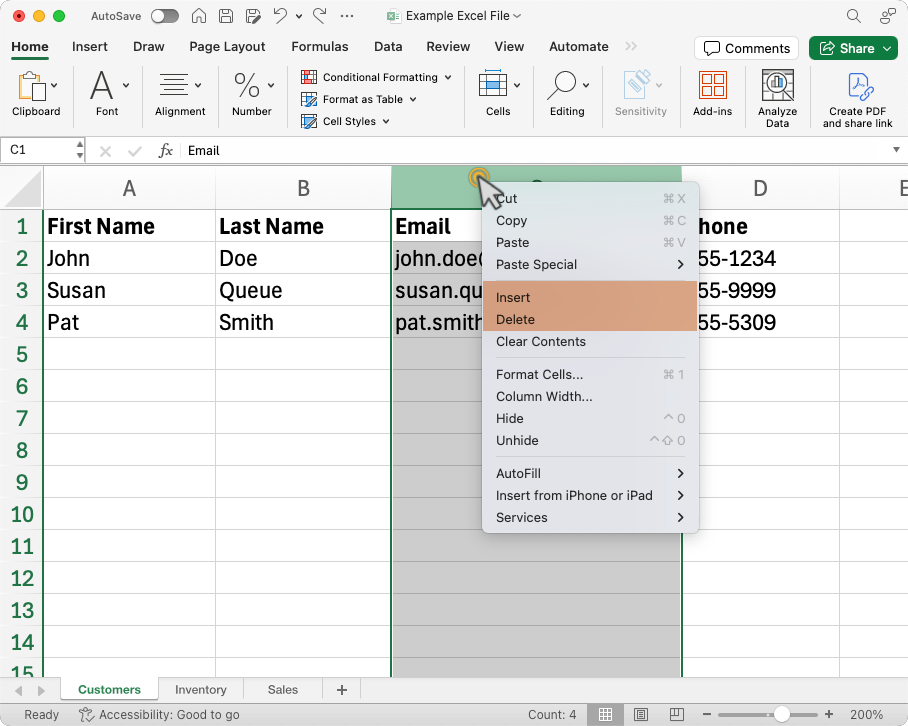 AutoSave Example Excel File
Home Insert Draw Page Layout Formulas Data Review View Automate Comments Share
Clipboard Font Alignment Number Conditional Formatting Format as Table Cell Styles Cells Editing Sensitivity Add-ins Analyze Data Create PDF and share link
C1 fx Email
A B D
1 First Name Last Name Email hone
2 John Doe john.doe 55-1234
3 Susan Queue susan.qu 55-9999
4 Pat Smith pat.smith 55-5309
5
6
7
8
9
10
11
12
13
14
15
Cut ⌘ X
Copy ⌘ C
Paste ⌘ V
Paste Special
Insert
Delete
Clear Contents
Format Cells... ⌘ 1
Column Width...
Hide ^ 0
Unhide ^ ⇧ 0
AutoFill
Insert from iPhone or iPad
Services
Customers Inventory Sales +
Ready Accessibility: Good to go Count: 4 − + 200%